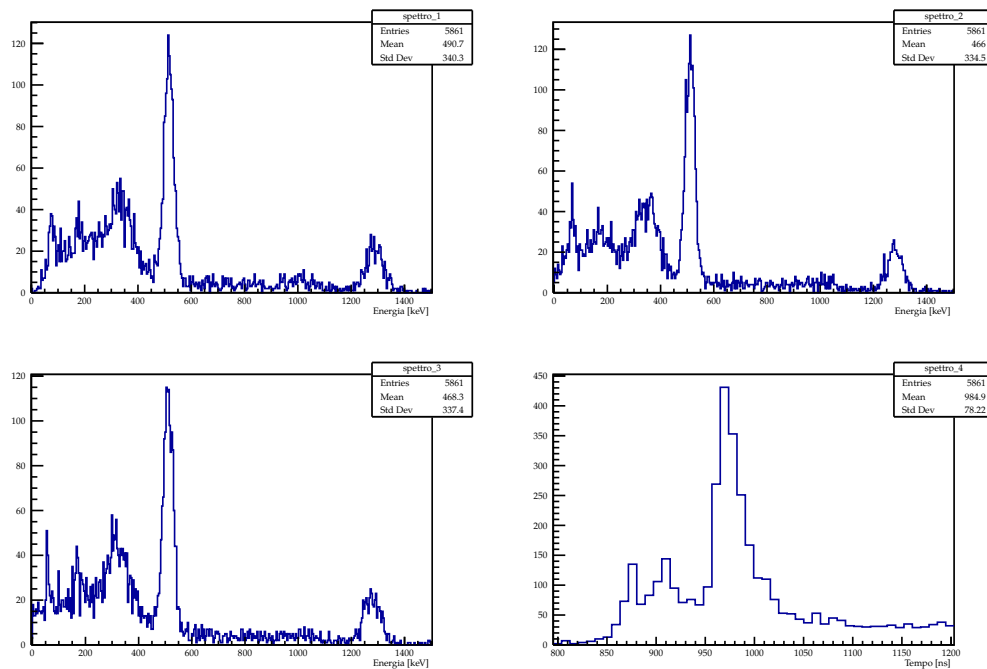 spettro_1
Entries 5861
Mean 490.7
Std Dev 340.3
120
100
80
60
40
20
0
0 200 400 600 800 1000 1200 1400
Energia [keV]
spettro_2
Entries 5861
Mean 466
Std Dev 334.5
120
100
80
60
40
20
0
0 200 400 600 800 1000 1200 1400
Energia [keV]
spettro_3
Entries 5861
Mean 468.3
Std Dev 337.4
120
100
80
60
40
20
0
0 200 400 600 800 1000 1200 1400
Energia [keV]
spettro_4
Entries 5861
Mean 984.9
Std Dev 78.22
450
400
350
300
250
200
150
100
50
0
800 850 900 950 1000 1050 1100 1150 1200
Tempo [ns]